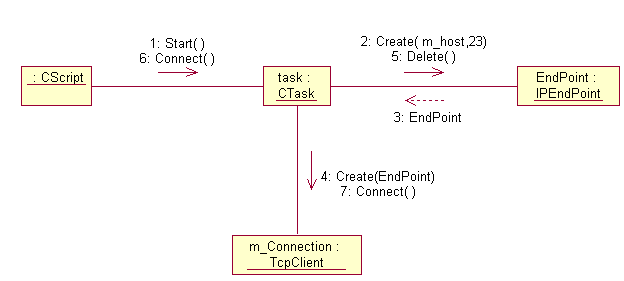 1: Start( )
6: Connect( )
2: Create( m_host,23)
5: Delete( )
: CScript
task :
CTask
EndPoint :
IPEndPoint
3: EndPoint
4: Create(EndPoint)
7: Connect( )
m_Connection :
TcpClient